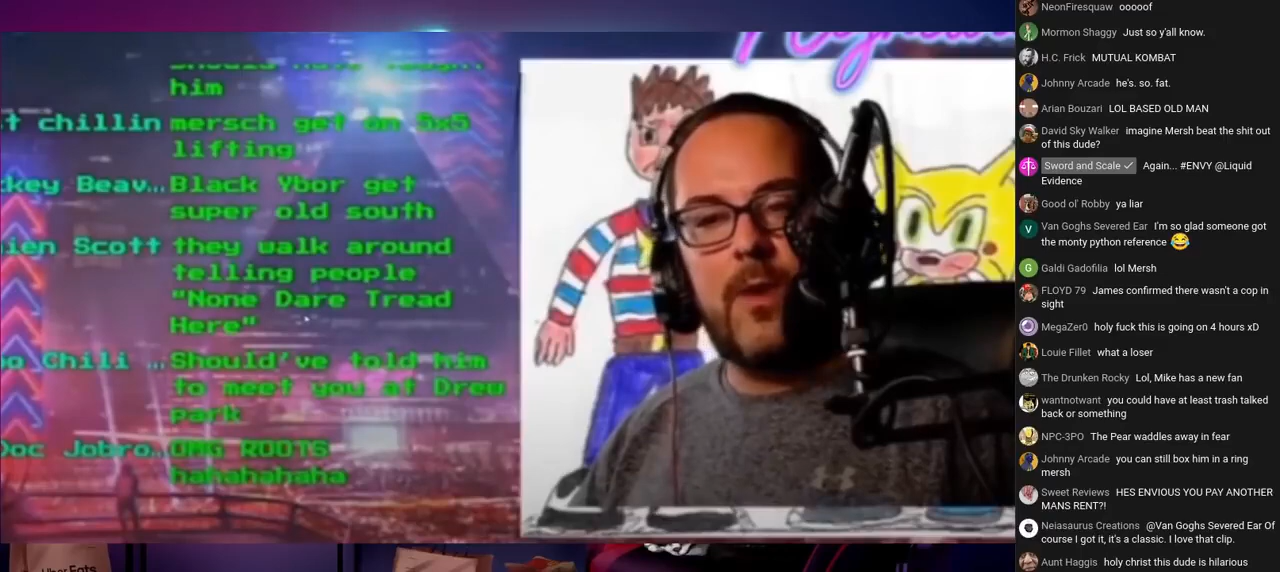 him
chillin mersch get on 5x5
lifting
Beav... Black Ybor get
super old south
Scott they walk around
telling people
"None Dare Tread
Here"
Chili ... Should've told him
to meet you at Drew
park
Doc Jabro... OMG ROOTS
hahahahaha
Uber Eats
NeonFiresquaw ooooof
Mormon Shaggy Just so y'all know.
H.C. Frick MUTUAL KOMBAT
Johnny Arcade he's. so. fat.
Arian Bouzari LOL BASED OLD MAN
David Sky Walker imagine Mersh beat the shit out
of this dude?
Sword and Scale Again... #ENVY @Liquid
Evidence
Good ol' Robby ya liar
V Van Goghs Severed Ear I'm so glad someone got
the monty python reference
G Galdi Gadofilia lol Mersh
FLOYD 79 James confirmed there wasn't a cop in
sight
MegaZer0 holy fuck this is going on 4 hours xD
Louie Fillet what a loser
The Drunken Rocky Lol, Mike has a new fan
wantnotwant you could have at least trash talked
back or something
NPC-3PO The Pear waddles away in fear
Johnny Arcade you can still box him in a ring
mersh
Sweet Reviews HES ENVIOUS YOU PAY ANOTHER
MANS RENT?!
Neiasaurus Creations @Van Goghs Severed Ear Of
course I got it, it's a classic. I love that clip.
Aunt Haggis holy christ this dude is hilarious